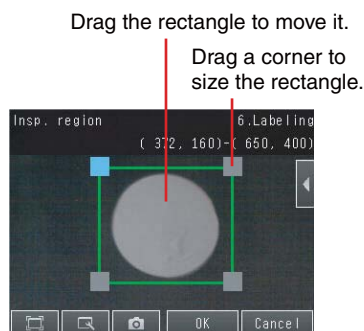 Drag the rectangle to move it.
Drag a corner to
size the rectangle.
Insp. region 6.Labeling
( 372, 160)-( 650, 400)
OK Cancel